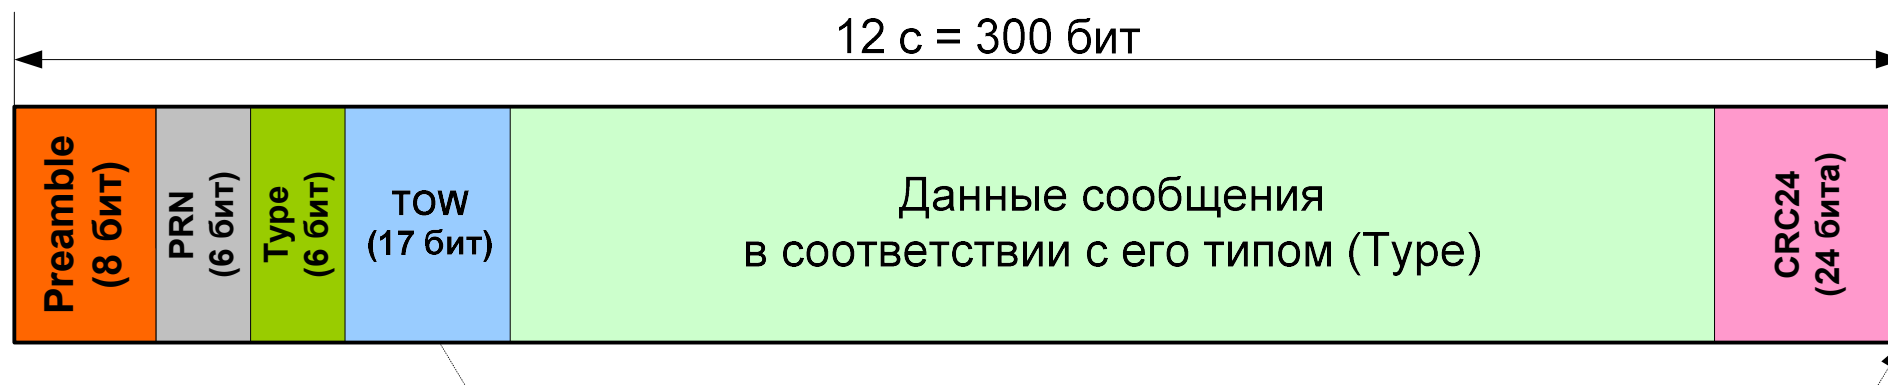 12 с = 300 бит
Preamble
(8 бит)
PRN
(6 бит)
Type
(6 бит)
TOW
(17 бит)
Данные сообщения
в соответствии с его типом (Type)
CRC24
(24 бита)